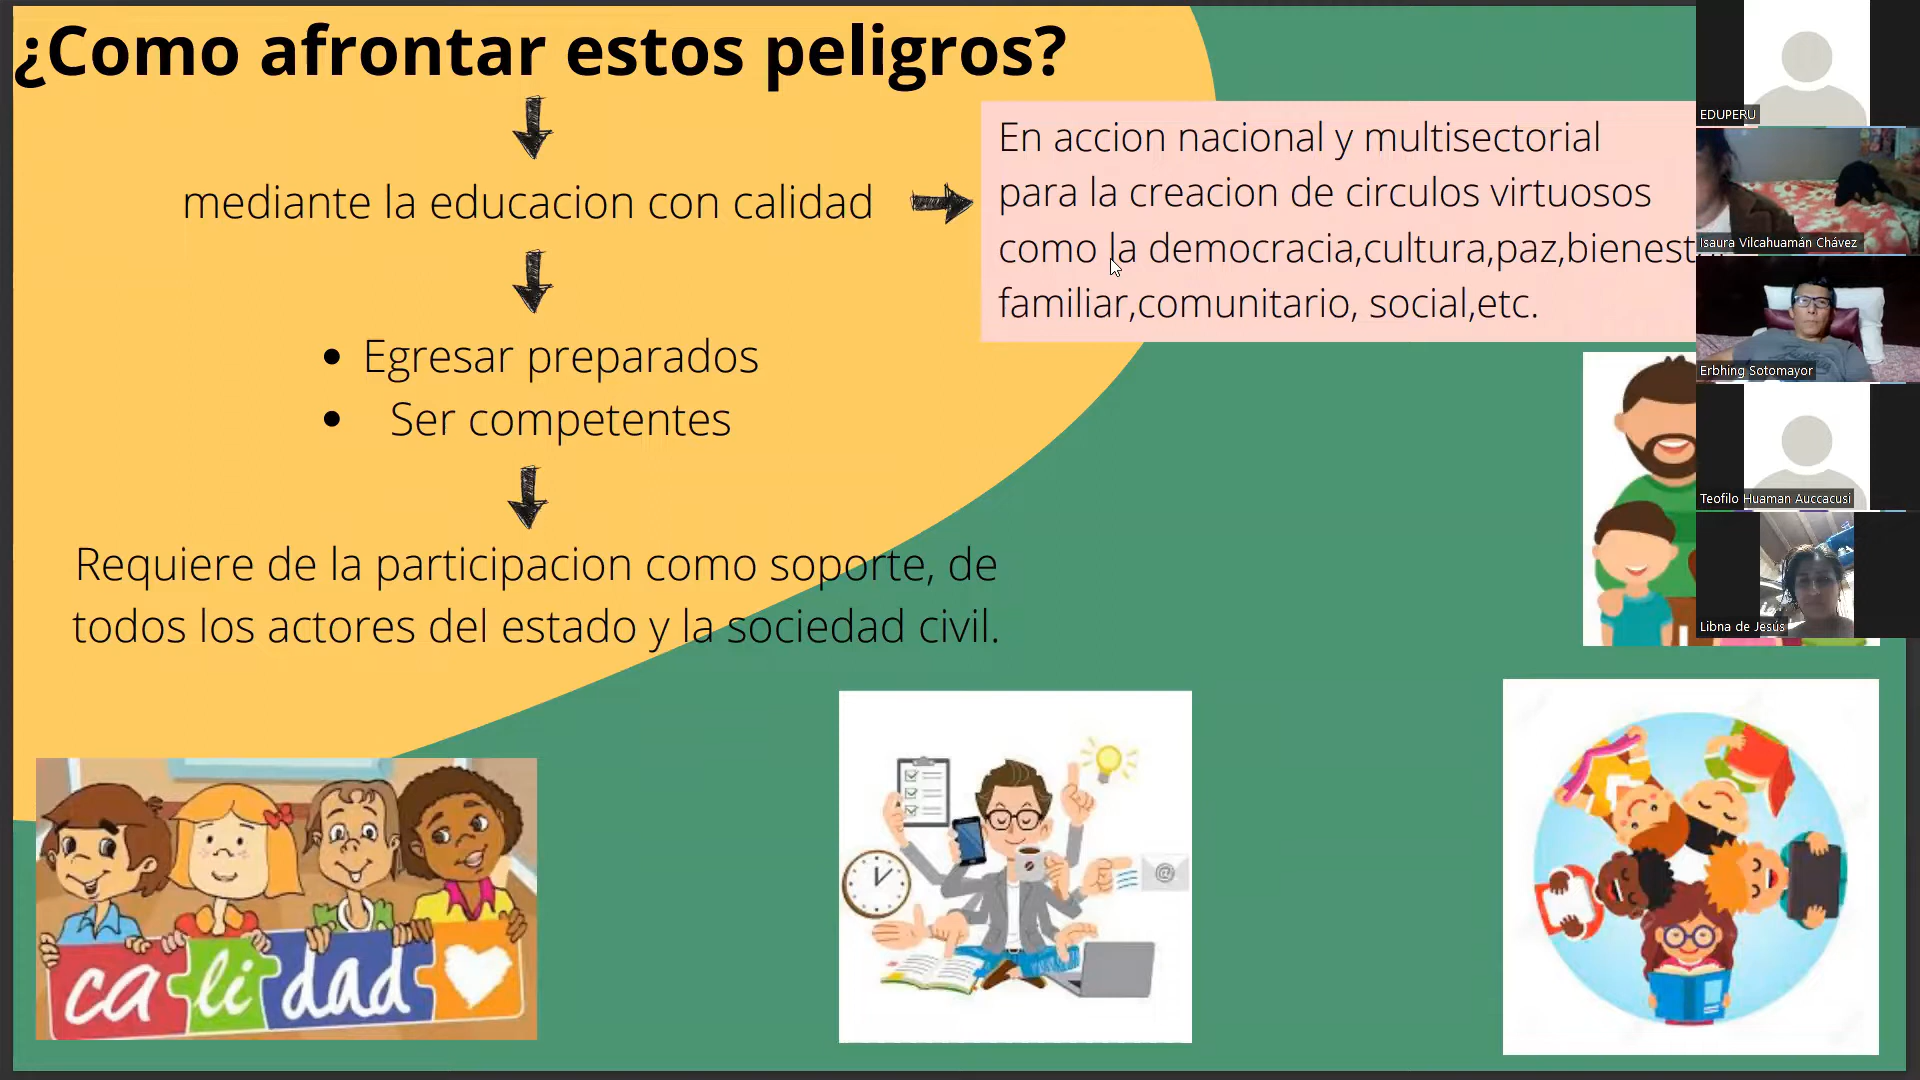 ¿Como afrontar estos peligros?
mediante la educacion con calidad
En accion nacional y multisectorial
para la creacion de circulos virtuosos
como la democracia,cultura,paz,bienest
familiar,comunitario, social,etc.
Egresar preparados
Ser competentes
Requiere de la participacion como soporte, de
todos los actores del estado y la sociedad civil.
calidad
@
EDUPERU
Isaura Vilcahuamán Chávez
Erbhing Sotomayor
Teofilo Huaman Auccacusi
Libna de Jesús